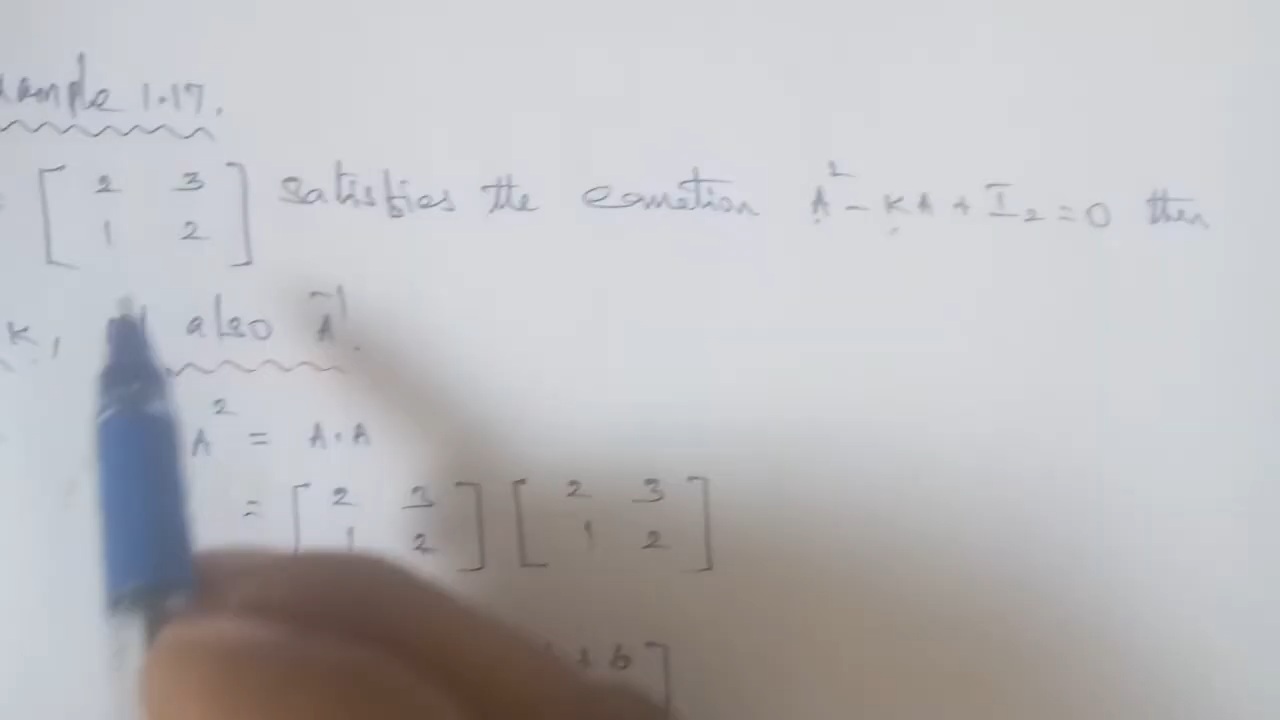 1.17.
[ 2 3 ] satisfies the equation A² - KA + I₂ = 0 then
[ 1 2 ]
K, also A⁻¹.
A² = A.A
= [ 2 3 ] [ 2 3 ]
[ 1 2 ] [ 1 2 ]
+ 6 ]